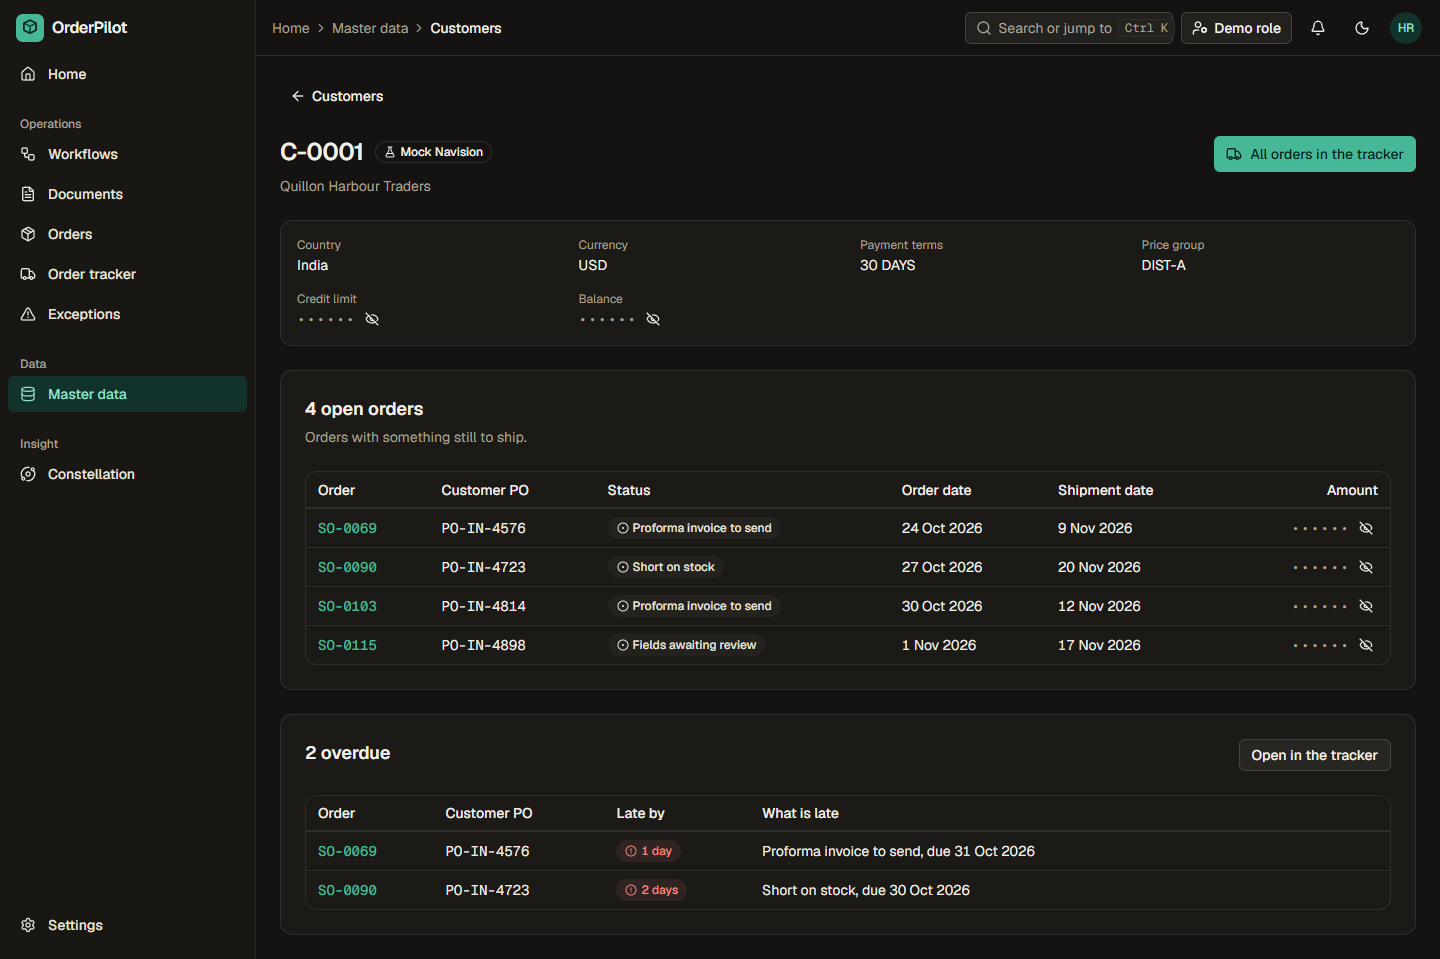 OrderPilot
Home > Master data > Customers
Search or jump to Ctrl K
Demo role
HR
Home
Operations
Workflows
Documents
Orders
Order tracker
Exceptions
Data
Master data
Insight
Constellation
Settings
Customers
C-0001 Mock Navision
All orders in the tracker
Quillon Harbour Traders
Country Currency Payment terms Price group
India USD 30 DAYS DIST-A
Credit limit Balance
4 open orders
Orders with something still to ship.
Order Customer PO Status Order date Shipment date Amount
SO-0069 PO-IN-4576 Proforma invoice to send 24 Oct 2026 9 Nov 2026
SO-0090 PO-IN-4723 Short on stock 27 Oct 2026 20 Nov 2026
SO-0103 PO-IN-4814 Proforma invoice to send 30 Oct 2026 12 Nov 2026
SO-0115 PO-IN-4898 Fields awaiting review 1 Nov 2026 17 Nov 2026
2 overdue
Open in the tracker
Order Customer PO Late by What is late
SO-0069 PO-IN-4576 1 day Proforma invoice to send, due 31 Oct 2026
SO-0090 PO-IN-4723 2 days Short on stock, due 30 Oct 2026